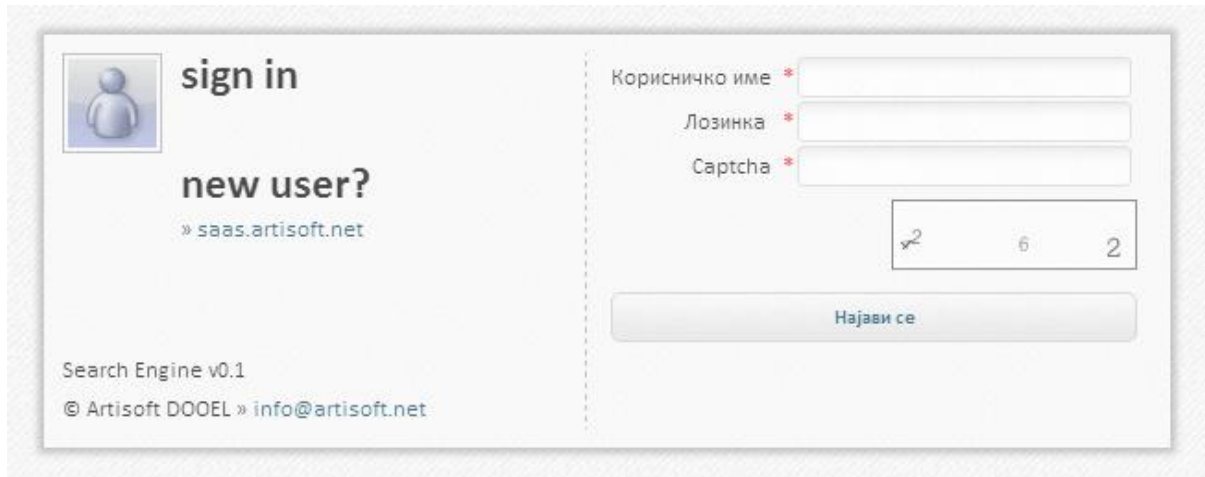 sign in
new user?
» saas.artisoft.net
Search Engine v0.1
© Artisoft DOOEL » info@artisoft.net
Корисничко име *
Лозинка *
Captcha *
2 6 2
Најави се